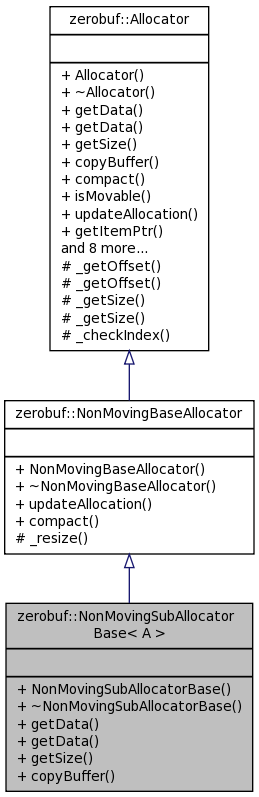 zerobuf::Allocator
+ Allocator()
+ ~Allocator()
+ getData()
+ getData()
+ getSize()
+ copyBuffer()
+ compact()
+ isMovable()
+ updateAllocation()
+ getItemPtr()
and 8 more...
# _getOffset()
# _getOffset()
# _getSize()
# _getSize()
# _checkIndex()
zerobuf::NonMovingBaseAllocator
+ NonMovingBaseAllocator()
+ ~NonMovingBaseAllocator()
+ updateAllocation()
+ compact()
# _resize()
zerobuf::NonMovingSubAllocator
Base< A >
+ NonMovingSubAllocatorBase()
+ ~NonMovingSubAllocatorBase()
+ getData()
+ getData()
+ getSize()
+ copyBuffer()